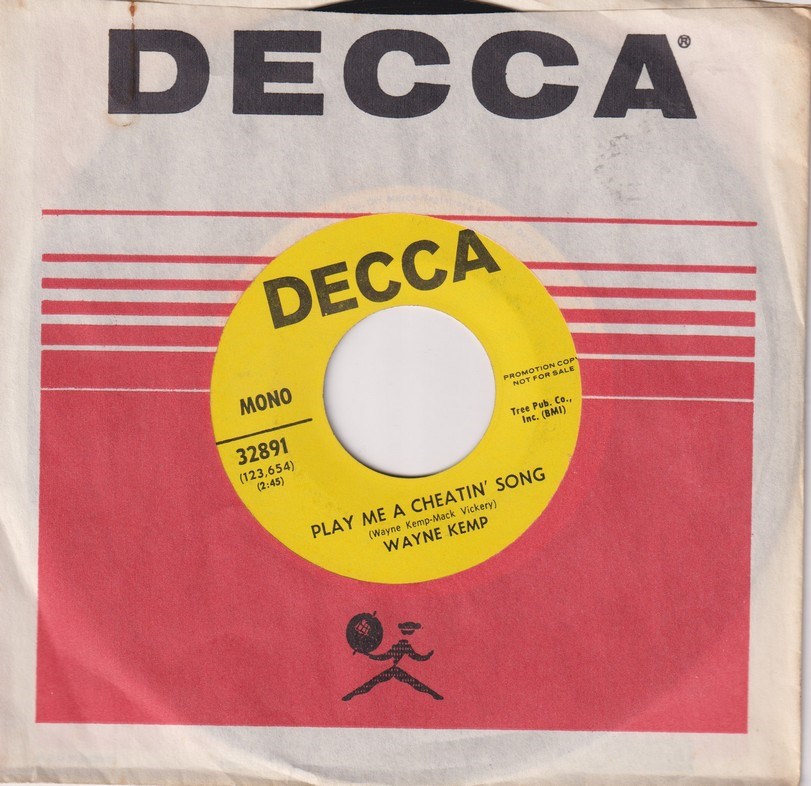 DECCA®
DECCA
MONO
32891
(123,654)
(2:45)
PROMOTION COPY
NOT FOR SALE
Tree Pub. Co.,
Inc. (BMI)
PLAY ME A CHEATIN' SONG
(Wayne Kemp-Mack Vickery)
WAYNE KEMP